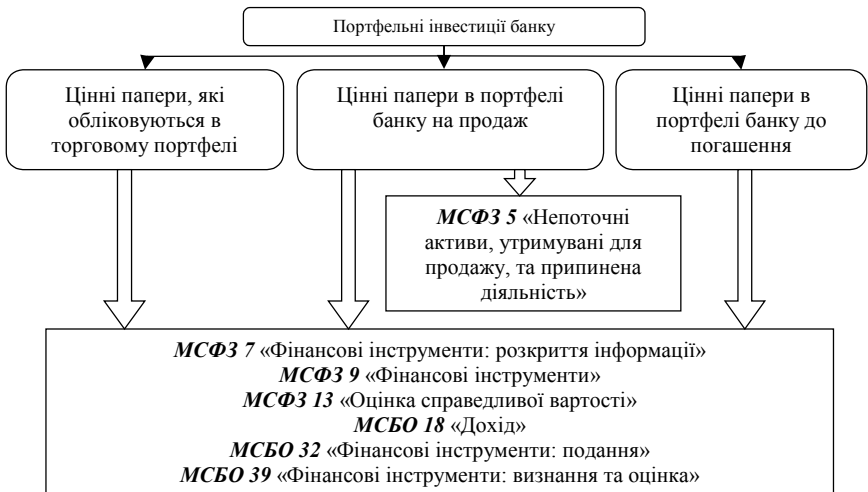 Портфельні інвестиції банку
Цінні папери, які
обліковуються в
торговому портфелі
Цінні папери в портфелі
банку на продаж
Цінні папери в
портфелі банку до
погашення
МСФЗ 5 «Непоточні
активи, утримувані для
продажу, та припинена
діяльність»
МСФЗ 7 «Фінансові інструменти: розкриття інформації»
МСФЗ 9 «Фінансові інструменти»
МСФЗ 13 «Оцінка справедливої вартості»
МСБО 18 «Дохід»
МСБО 32 «Фінансові інструменти: подання»
МСБО 39 «Фінансові інструменти: визнання та оцінка»